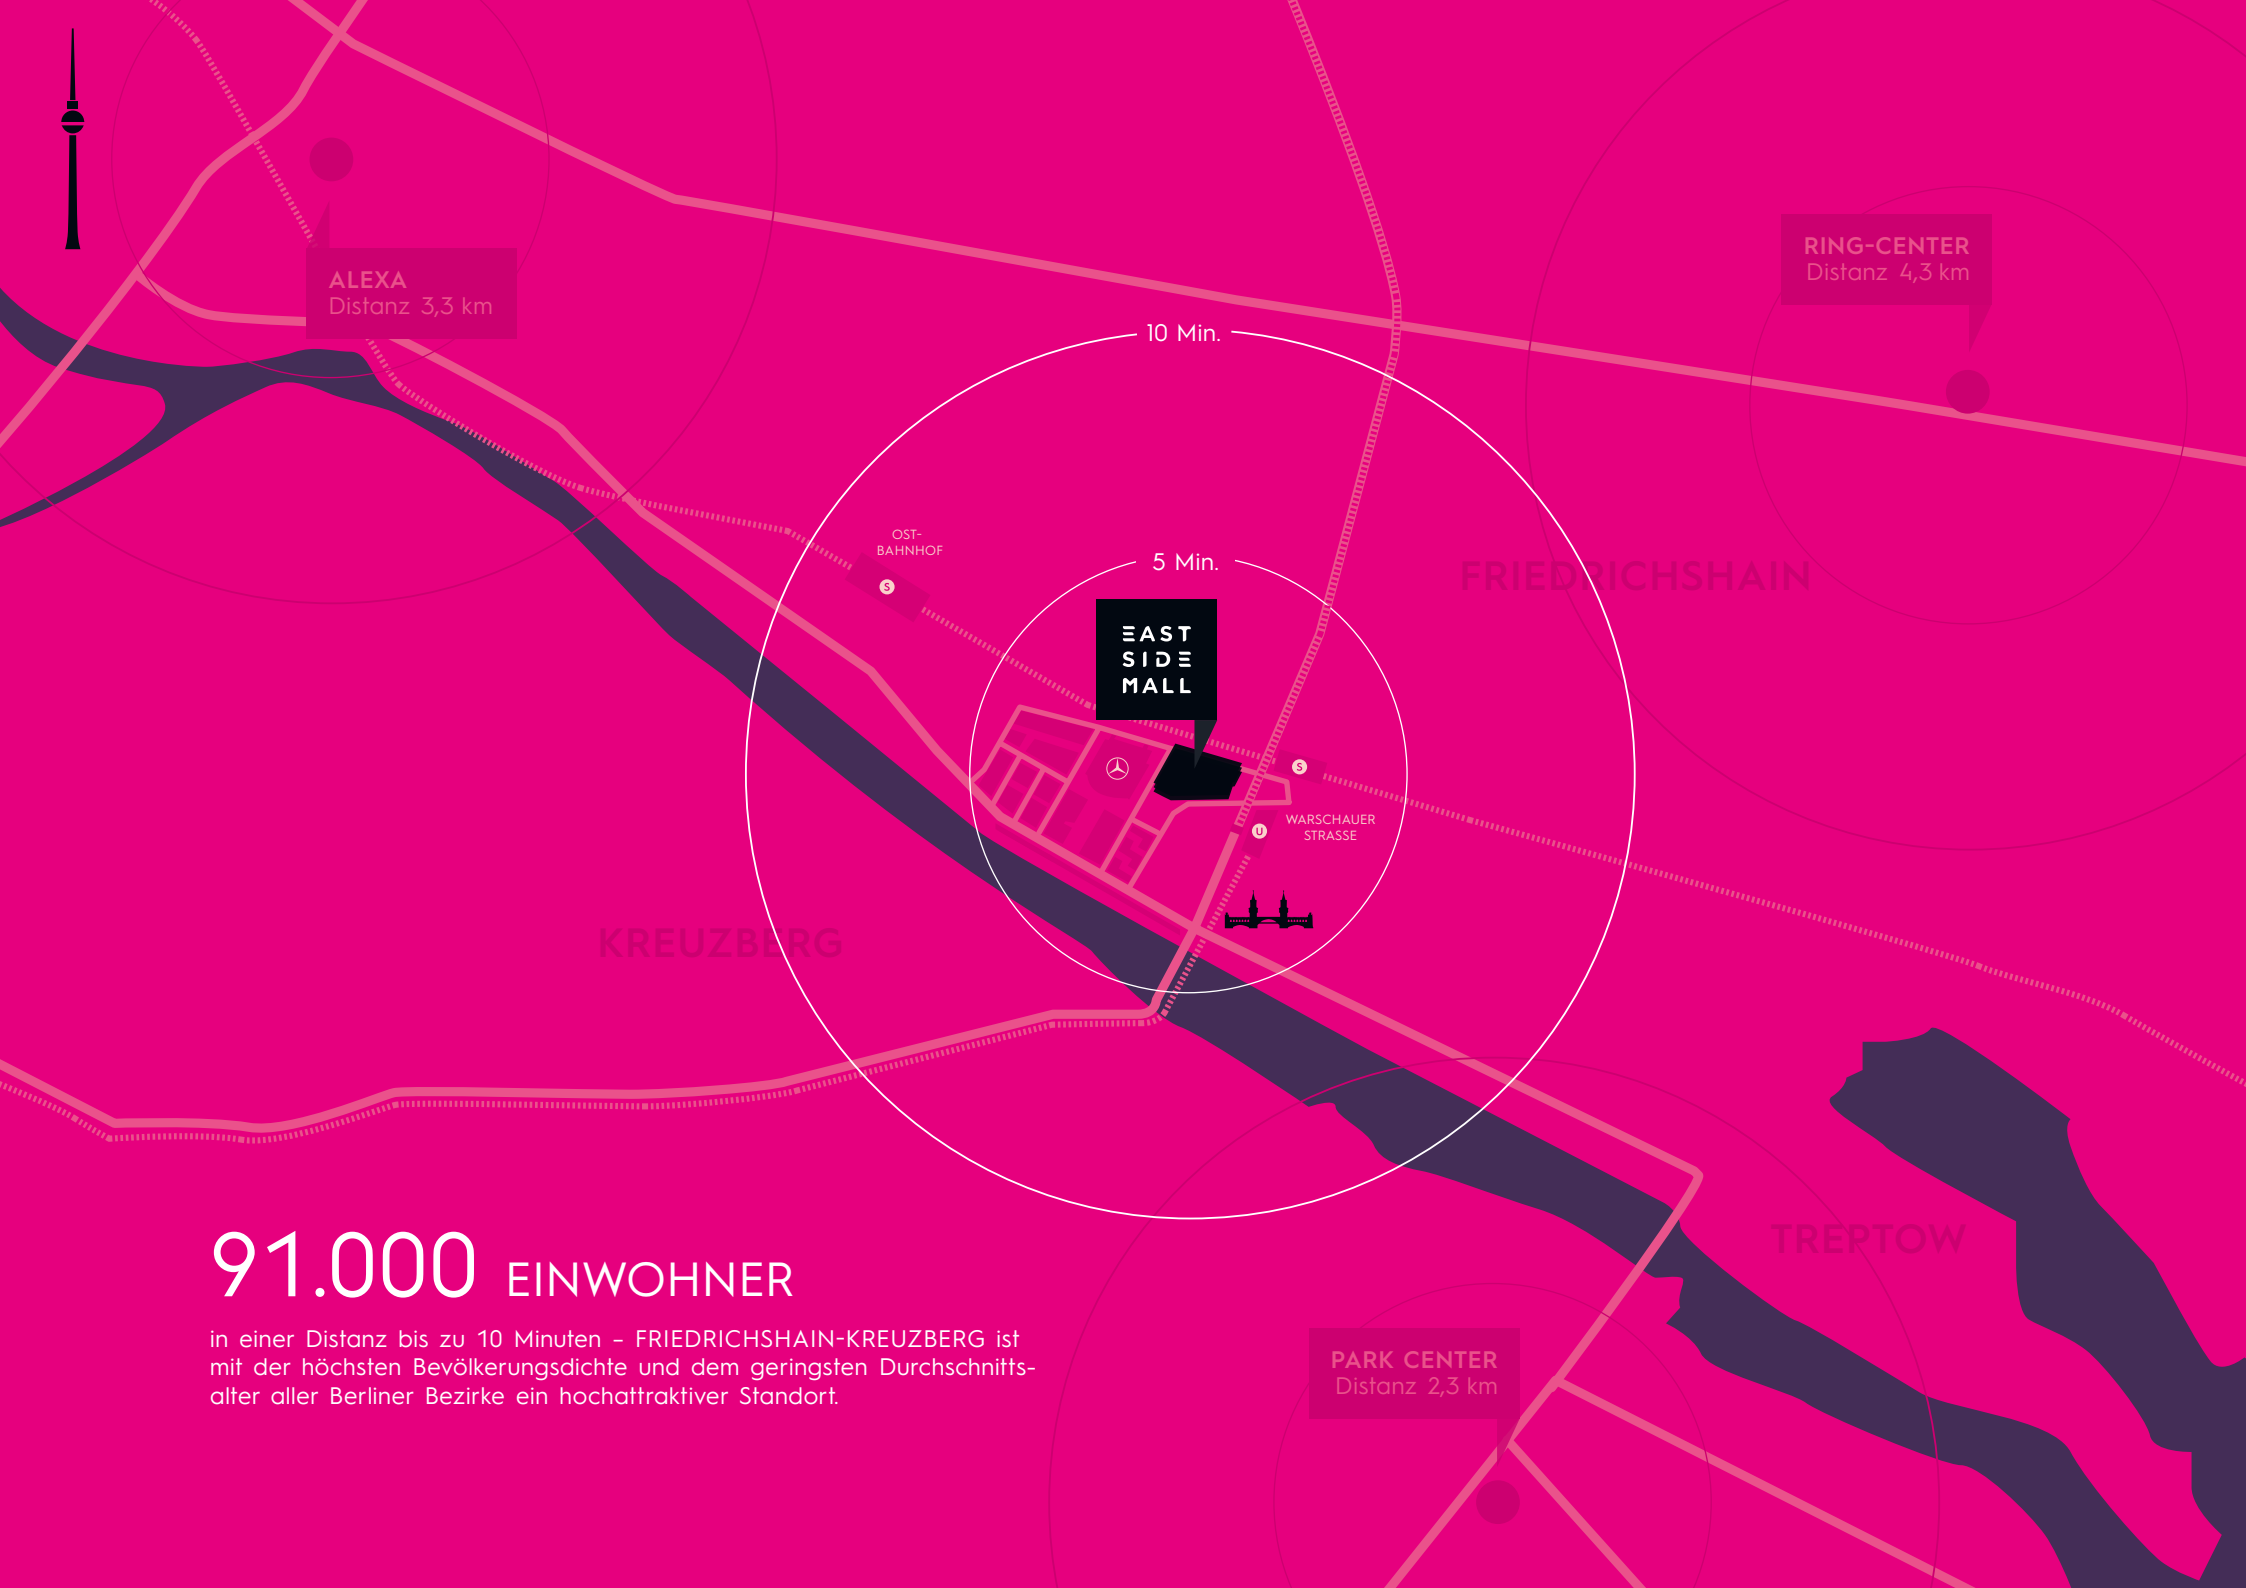 ALEXA
Distanz 3,3 km
RING-CENTER
Distanz 4,3 km
10 Min.
OST-
BAHNHOF
S
5 Min.
FRIEDRICHSHAIN
EAST
SIDE
MALL
S
U
WARSCHAUER
STRASSE
KREUZBERG
TREPTOW
91.000 EINWOHNER
in einer Distanz bis zu 10 Minuten – FRIEDRICHSHAIN-KREUZBERG ist
mit der höchsten Bevölkerungsdichte und dem geringsten Durchschnitts-
alter aller Berliner Bezirke ein hochattraktiver Standort.
PARK CENTER
Distanz 2,3 km